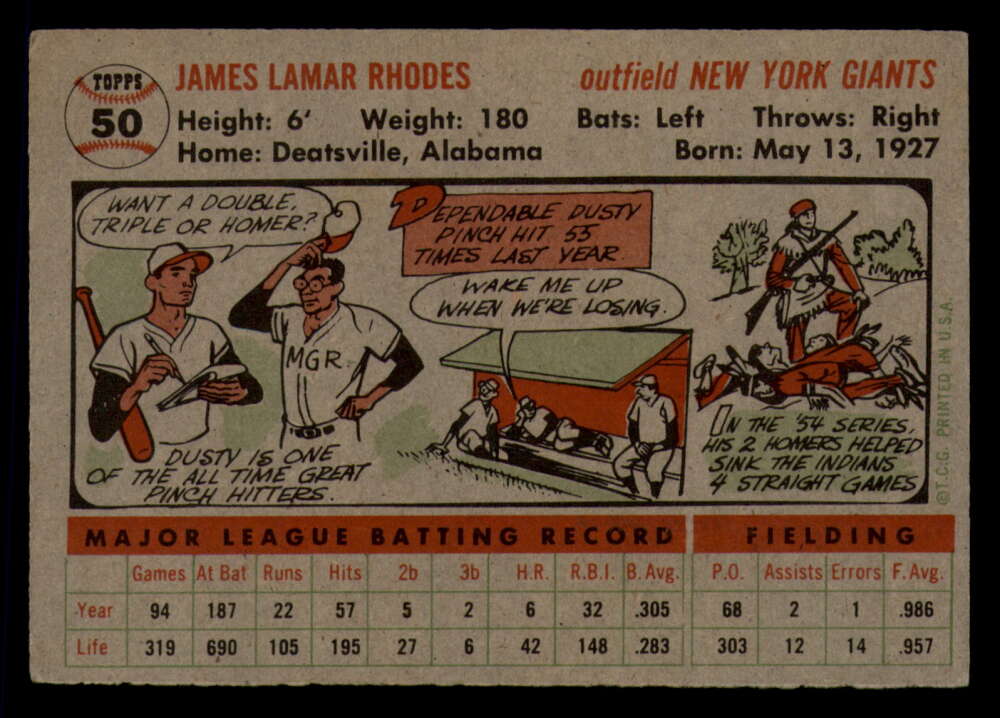 TOPPS
50
JAMES LAMAR RHODES outfield NEW YORK GIANTS
Height: 6' Weight: 180 Bats: Left Throws: Right
Home: Deatsville, Alabama Born: May 13, 1927
WANT A DOUBLE,
TRIPLE OR HOMER?
MGR.
DUSTY IS ONE
OF THE ALL TIME GREAT
PINCH HITTERS.
DEPENDABLE DUSTY
PINCH HIT 55
TIMES LAST YEAR.
WAKE ME UP
WHEN WE'RE LOSING.
IN THE '54 SERIES,
HIS 2 HOMERS HELPED
SINK THE INDIANS
4 STRAIGHT GAMES
©T.C.G. PRINTED IN U.S.A.
MAJOR LEAGUE BATTING RECORD FIELDING
Games At Bat Runs Hits 2b 3b H.R. R.B.I. B. Avg. P.O. Assists Errors F. Avg.
Year 94 187 22 57 5 2 6 32 .305 68 2 1 .986
Life 319 690 105 195 27 6 42 148 .283 303 12 14 .957